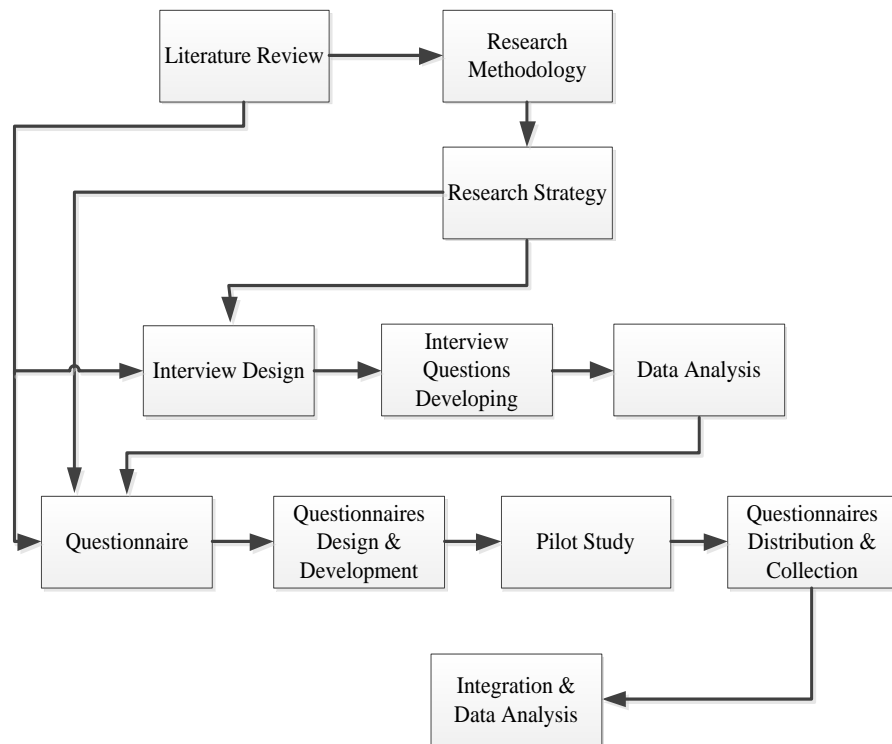 Literature Review
Research
Methodology
Research Strategy
Interview Design
Interview
Questions
Developing
Data Analysis
Questionnaire
Questionnaires
Design &
Development
Pilot Study
Questionnaires
Distribution &
Collection
Integration &
Data Analysis